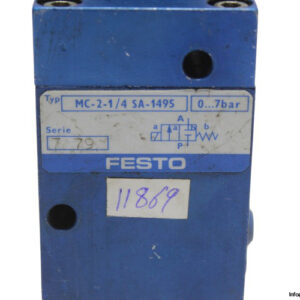 Typ MC-2-1/4 SA-1495 0...7bar
Serie
7 79
A
a a b
P
FESTO
11869